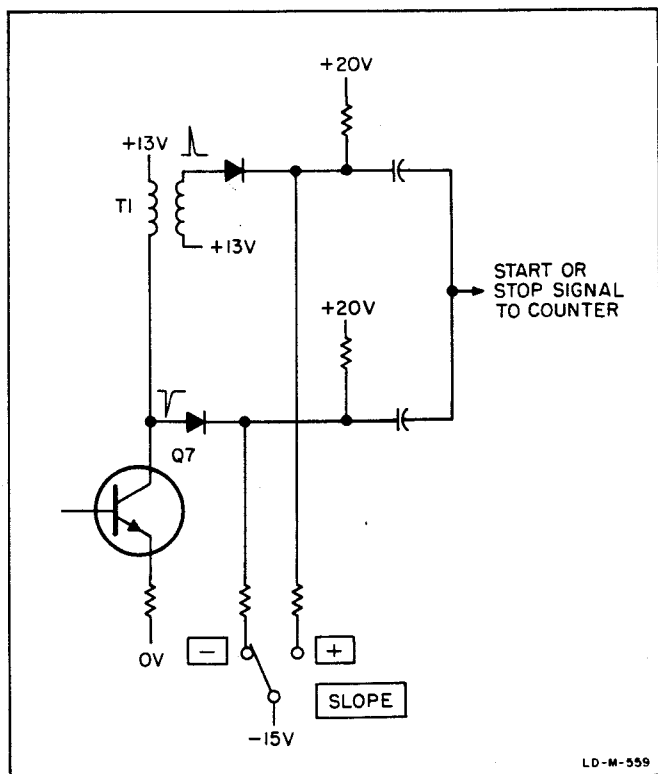 +20V
+13V
T1
+13V
START OR
STOP SIGNAL
TO COUNTER
+20V
Q7
0V
−
+
SLOPE
−15V
LD-M-559